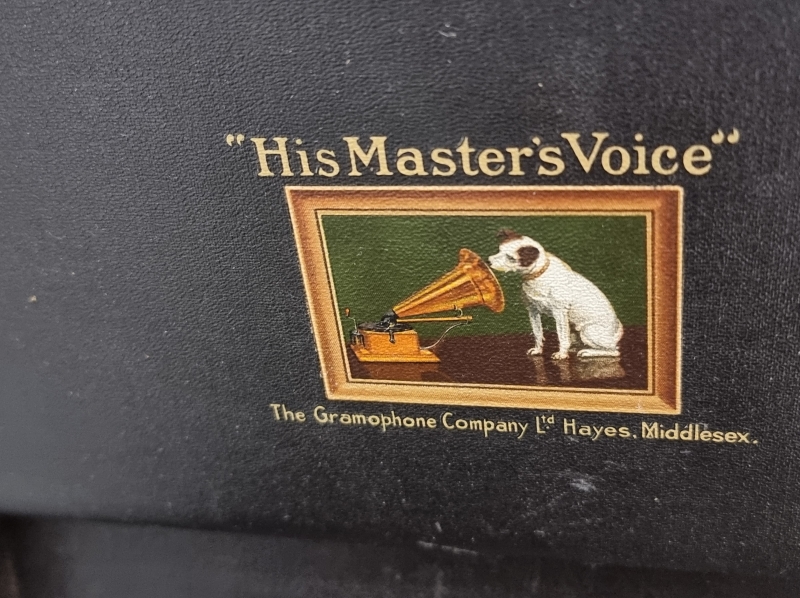 "His Master's Voice"
The Gramophone Company Ltd Hayes. Middlesex.